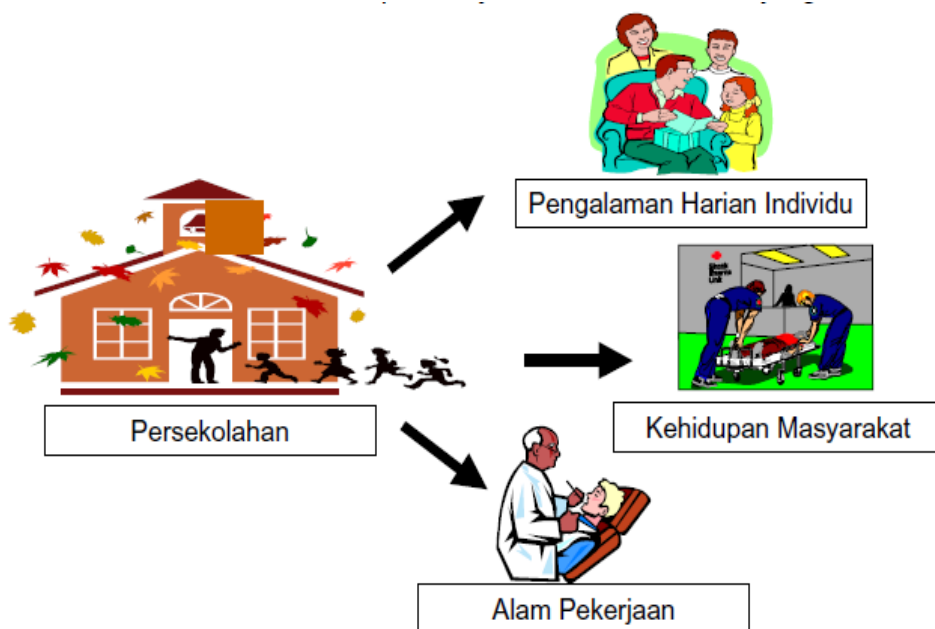 Pengalaman Harian Individu
Persekolahan
Kehidupan Masyarakat
Alam Pekerjaan